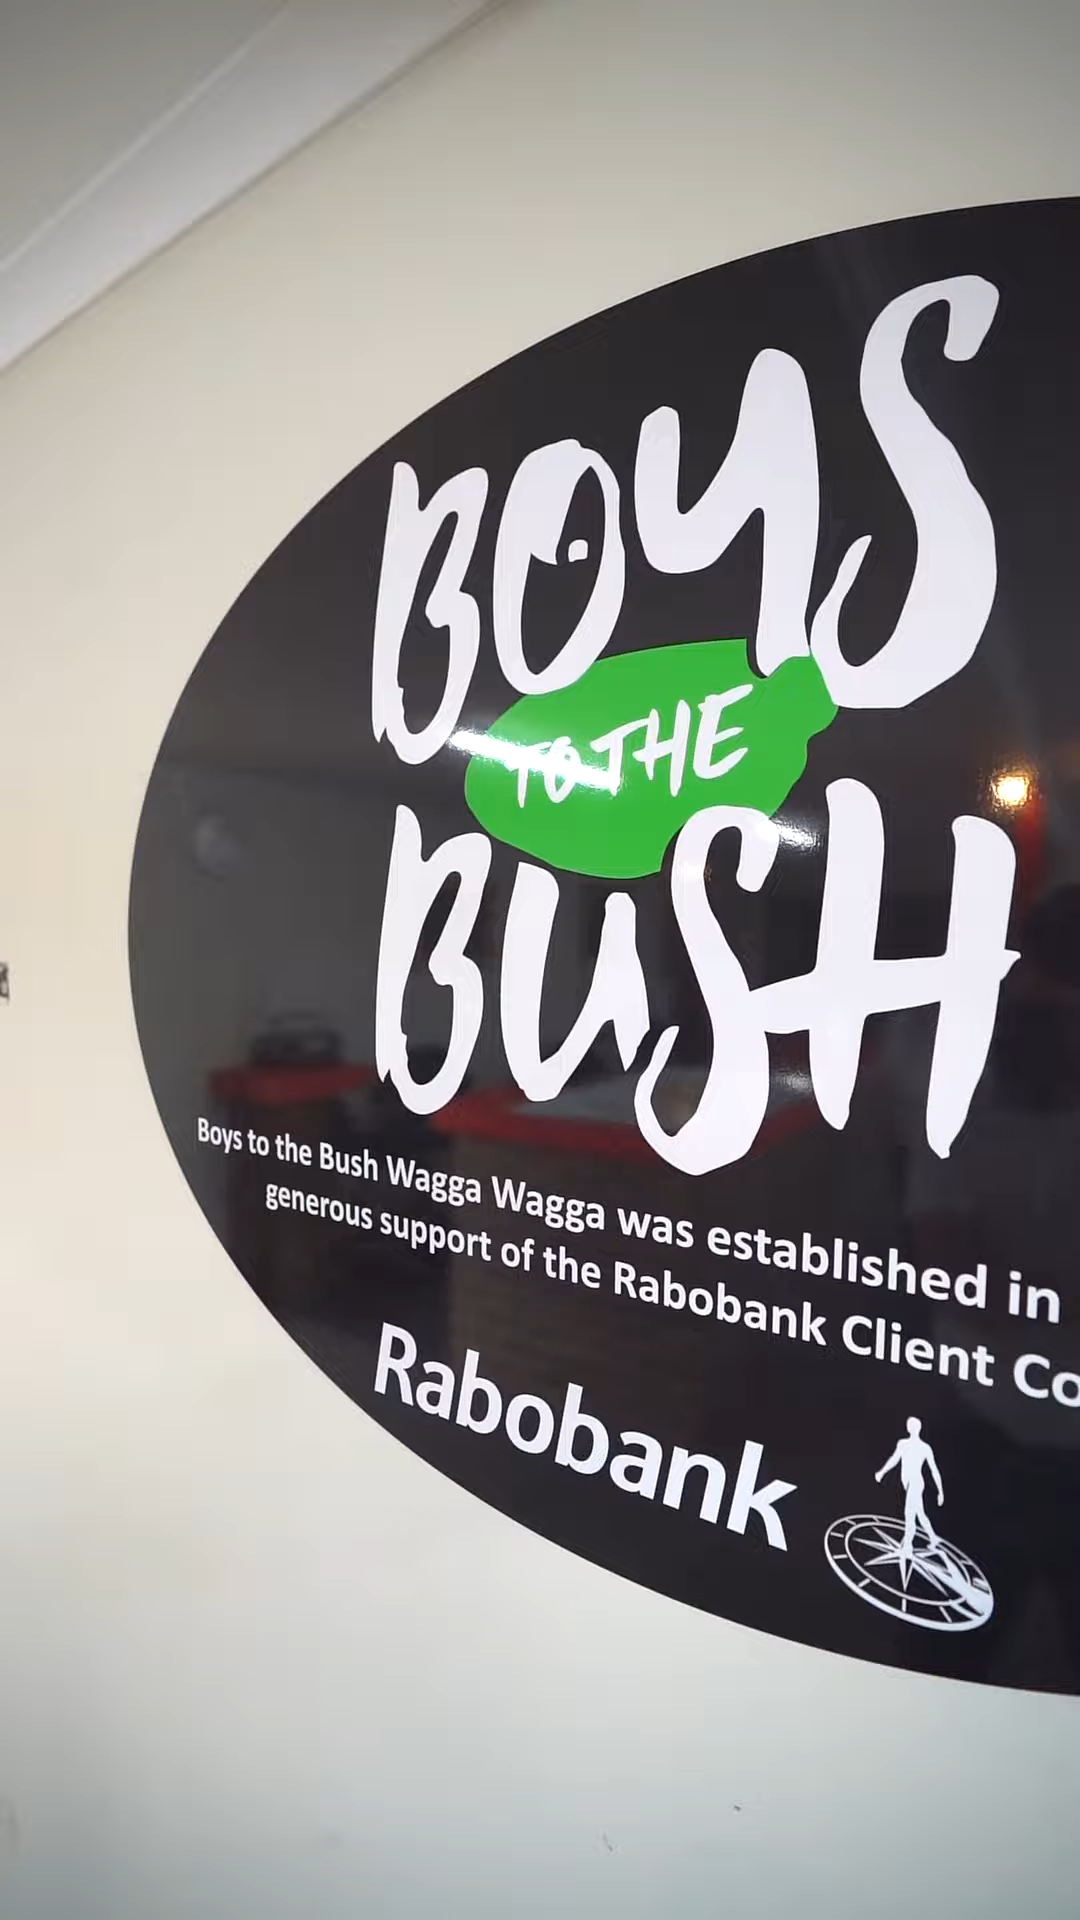 BOYS
TO THE
BUSH
Boys to the Bush Wagga Wagga was established in
generous support of the Rabobank Client Co
Rabobank